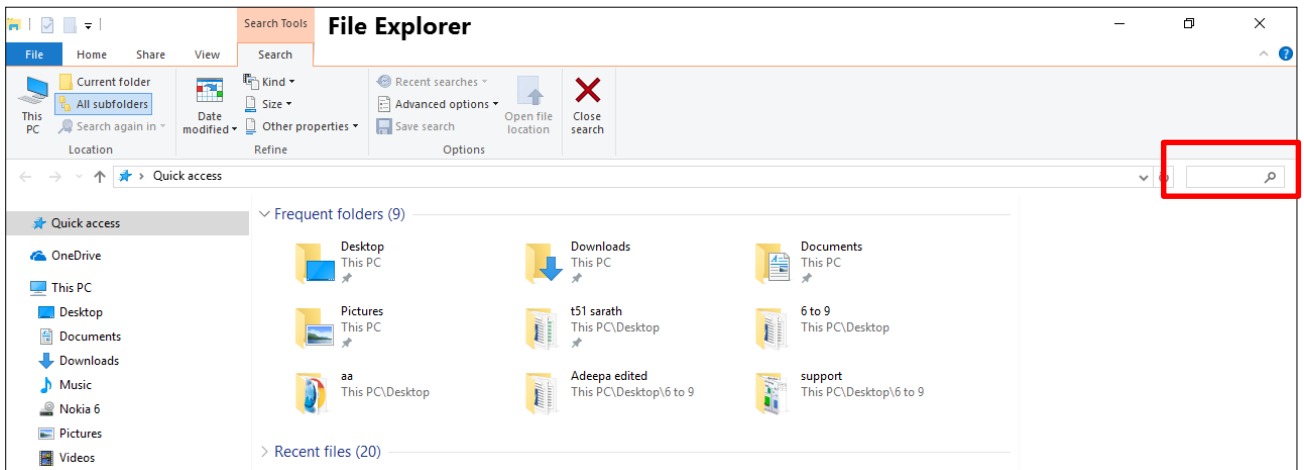 Search Tools File Explorer
File Home Share View Search
This PC
Current folder
All subfolders
Search again in
Location
Date modified
Kind
Size
Other properties
Refine
Recent searches
Advanced options
Save search
Options
Open file location
Close search
Quick access
Quick access
OneDrive
This PC
Desktop
Documents
Downloads
Music
Nokia 6
Pictures
Videos
Frequent folders (9)
Desktop
This PC
Downloads
This PC
Documents
This PC
Pictures
This PC
t51 sarath
This PC\Desktop
6 to 9
This PC\Desktop
aa
This PC\Desktop
Adeepa edited
This PC\Desktop\6 to 9
support
This PC\Desktop\6 to 9
Recent files (20)